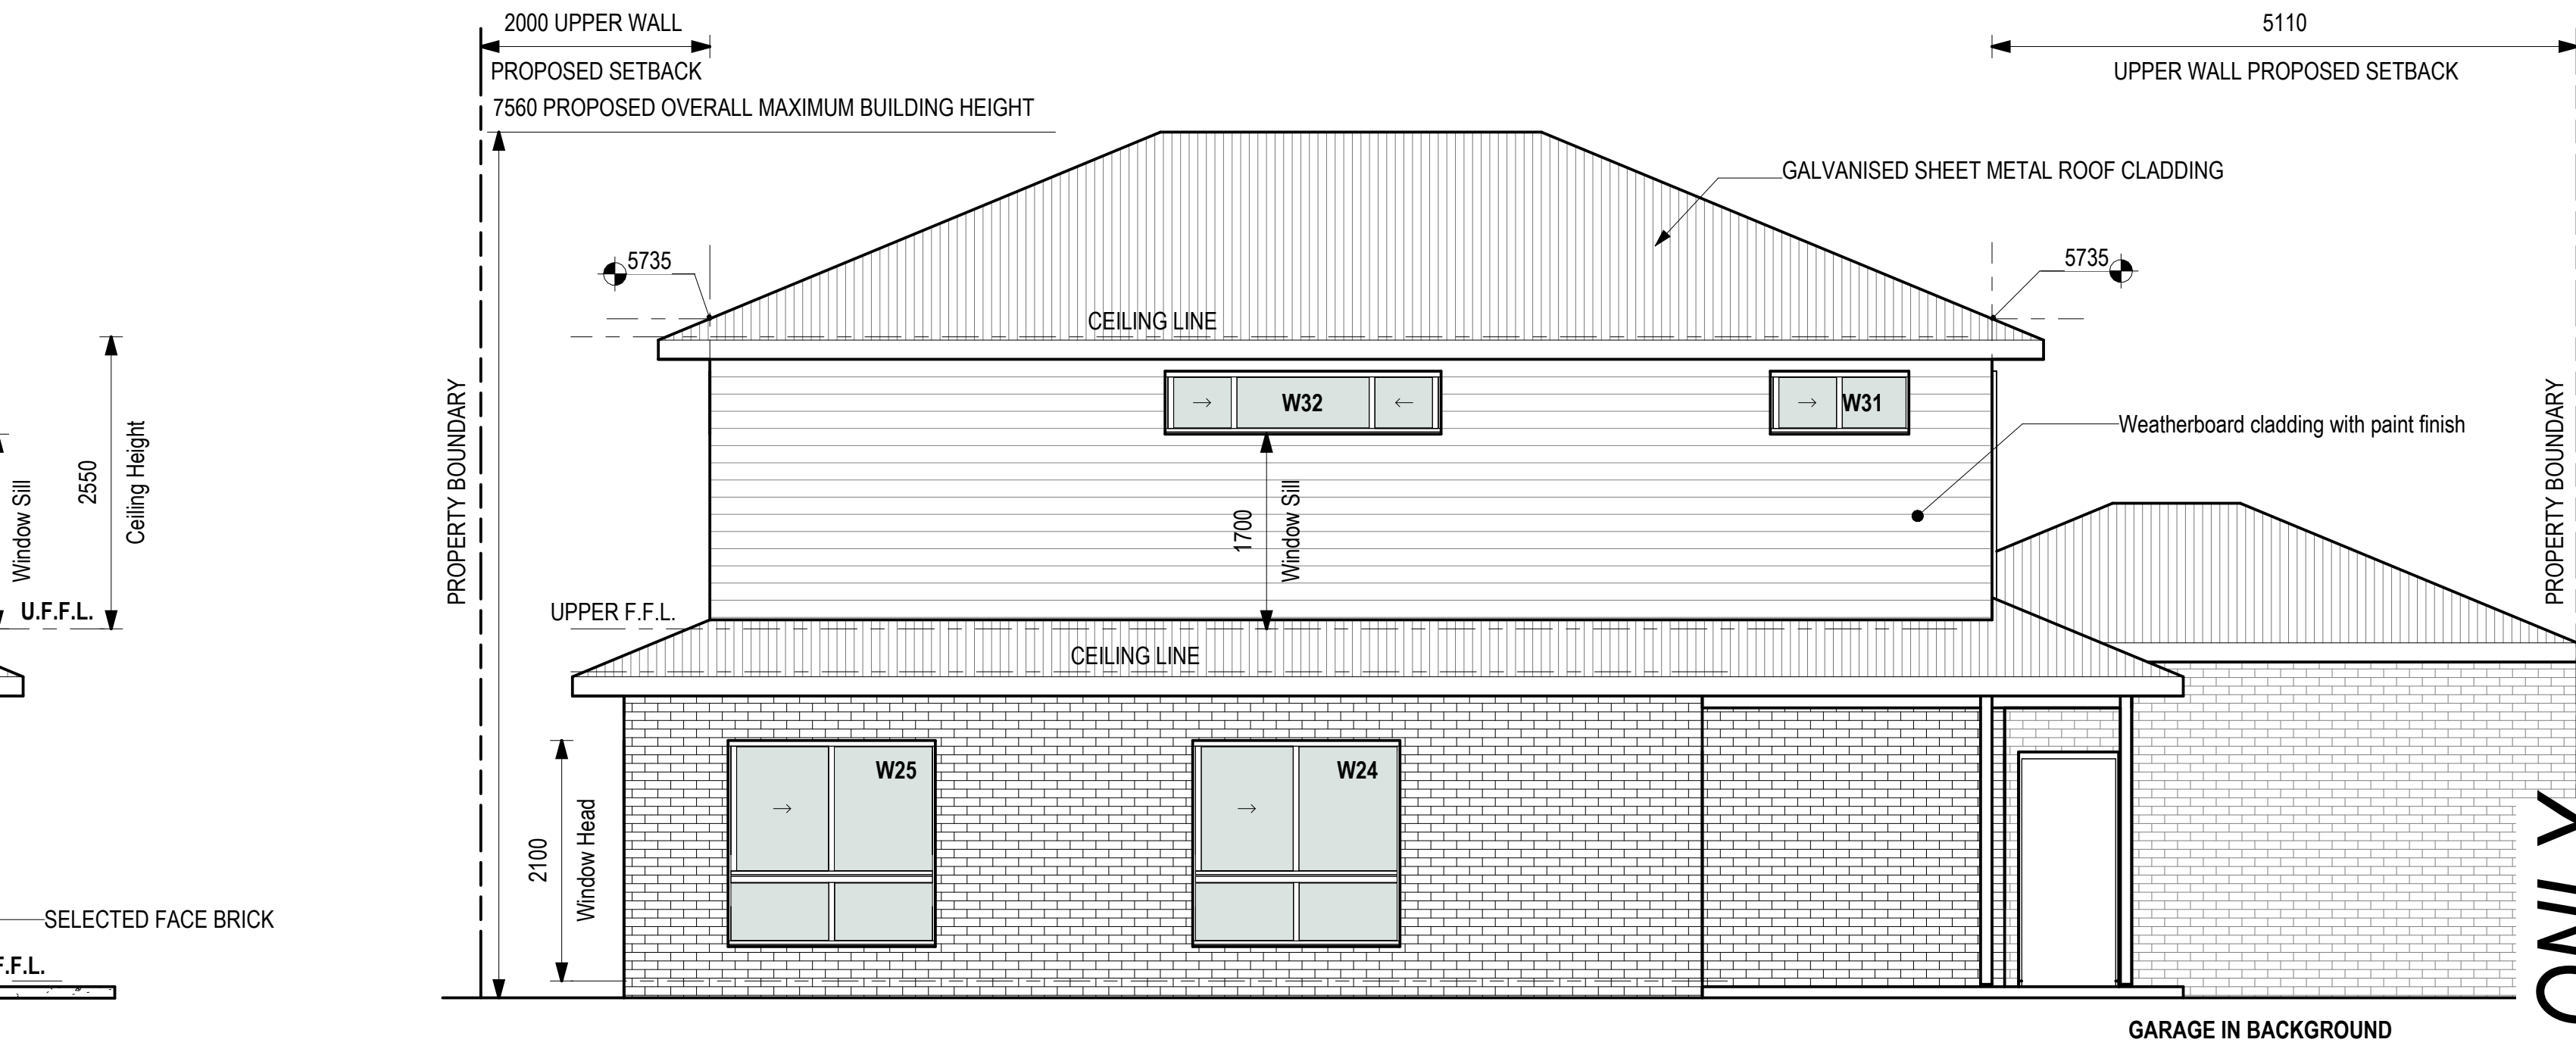 2000 UPPER WALL
PROPOSED SETBACK
7560 PROPOSED OVERALL MAXIMUM BUILDING HEIGHT
5110
UPPER WALL PROPOSED SETBACK
GALVANISED SHEET METAL ROOF CLADDING
5735
5735
CEILING LINE
2550
Ceiling Height
Window Sill
U.F.F.L.
PROPERTY BOUNDARY
W32
W31
Weatherboard cladding with paint finish
1700
Window Sill
PROPERTY BOUNDARY
UPPER F.F.L.
CEILING LINE
W25
W24
2100
Window Head
SELECTED FACE BRICK
F.F.L.
ONLY
GARAGE IN BACKGROUND